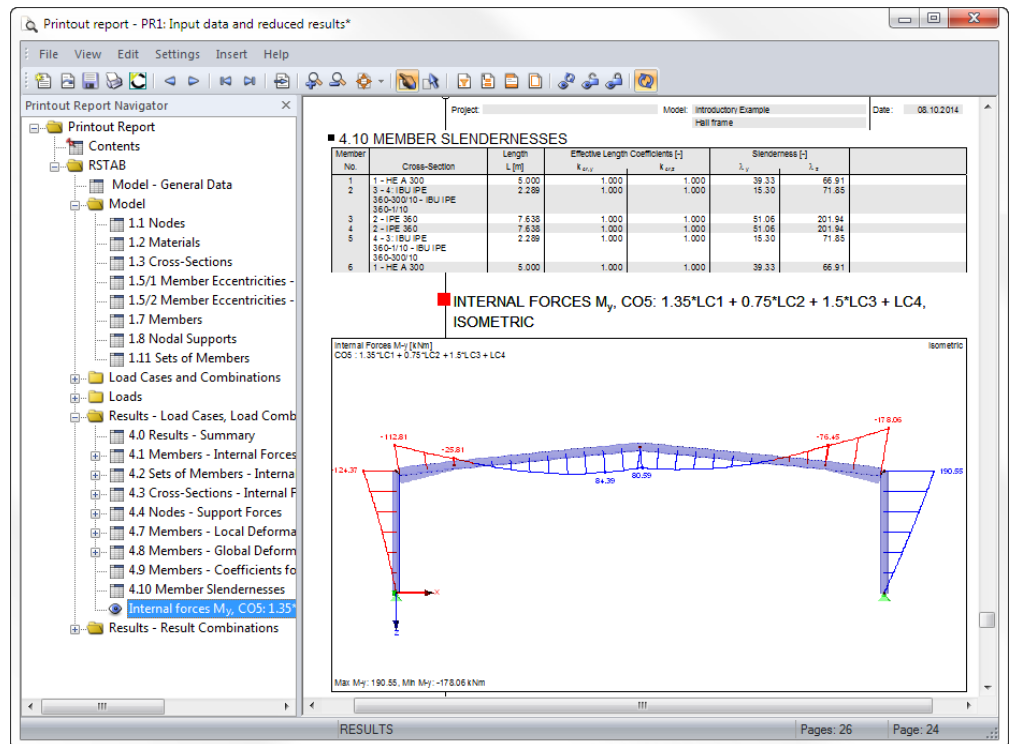 Printout report - PR1: Input data and reduced results*
File View Edit Settings Insert Help
Printout Report Navigator
Printout Report
Contents
RSTAB
Model - General Data
Model
1.1 Nodes
1.2 Materials
1.3 Cross-Sections
1.5/1 Member Eccentricities -
1.5/2 Member Eccentricities -
1.7 Members
1.8 Nodal Supports
1.11 Sets of Members
Load Cases and Combinations
Loads
Results - Load Cases, Load Comb
4.0 Results - Summary
4.1 Members - Internal Forces
4.2 Sets of Members - Interna
4.3 Cross-Sections - Internal F
4.4 Nodes - Support Forces
4.7 Members - Local Deforma
4.8 Members - Global Deform
4.9 Members - Coefficients fo
4.10 Member Slendernesses
Internal forces My, CO5: 1.35*
Results - Result Combinations
Project: Model: Introductory Example Date: 08.10.2014
Hall frame
4.10 MEMBER SLENDERNESSES
Member Length Effective Length Coefficients [-] Slenderness [-]
No. Cross-Section L [m] k cr,y k cr,z λ y λ z
1 1 - HE A 300 5.000 1.000 1.000 39.33 66.91
2 3 - 4: IBU IPE 2.289 1.000 1.000 15.30 71.85
360-300/10 - IBU IPE
360-1/10
3 2 - IPE 360 7.638 1.000 1.000 51.06 201.94
4 2 - IPE 360 7.638 1.000 1.000 51.06 201.94
5 4 - 3: IBU IPE 2.289 1.000 1.000 15.30 71.85
360-1/10 - IBU IPE
360-300/10
6 1 - HE A 300 5.000 1.000 1.000 39.33 66.91
INTERNAL FORCES My, CO5: 1.35*LC1 + 0.75*LC2 + 1.5*LC3 + LC4,
ISOMETRIC
Internal Forces M-y [kNm] Isometric
CO5 : 1.35*LC1 + 0.75*LC2 + 1.5*LC3 + LC4
-178.06
-112.81 -76.45
-25.81
-124.37 84.39 80.59 190.55
X
Z
Max M-y: 190.55, Min M-y: -178.06 kNm
RESULTS Pages: 26 Page: 24